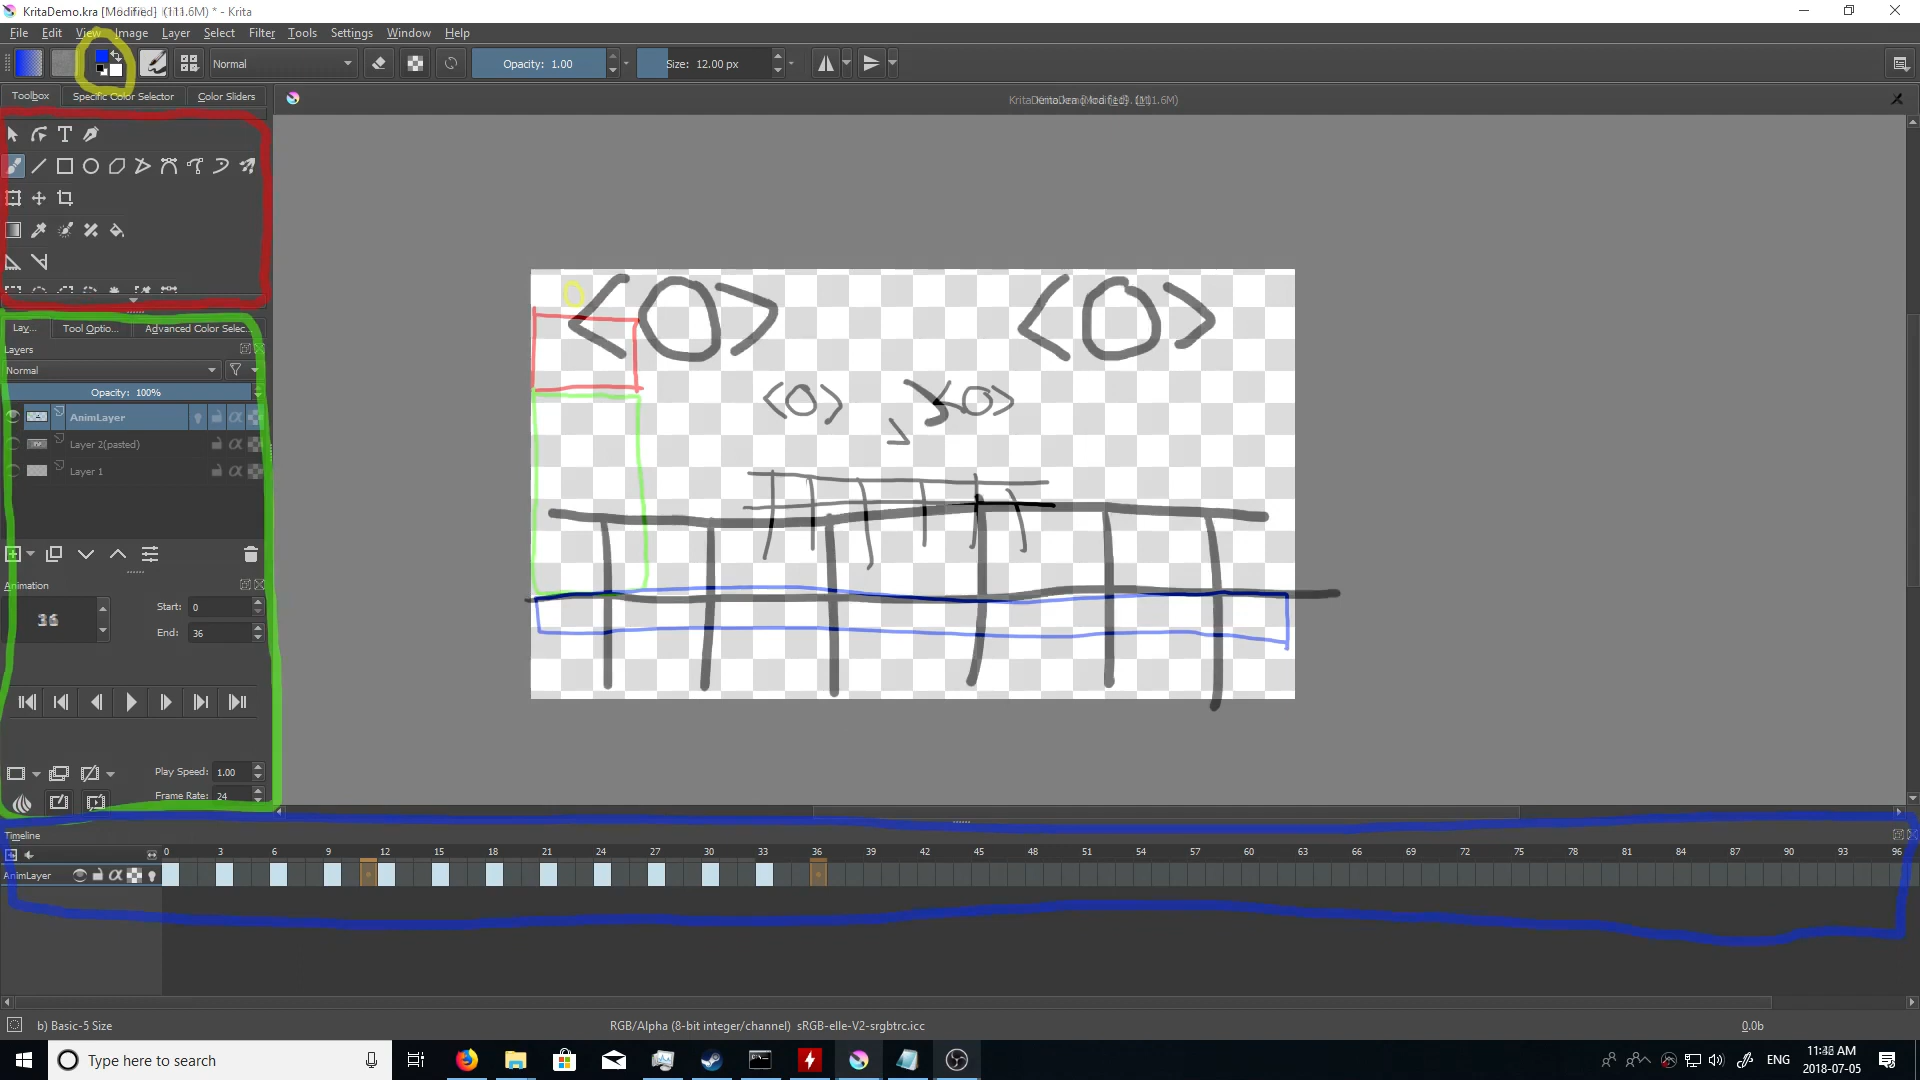 KritaDemo.kra [Modified] (111.6M) * - Krita
File Edit View Image Layer Select Filter Tools Settings Window Help
Normal Opacity: 1.00 Size: 12.00 px
Toolbox Specific Color Selector Color Sliders
T
Lay... Tool Optio... Advanced Color Selec...
Layers
Normal
Opacity: 100%
AnimLayer
Layer 2(pasted)
Layer 1
Animation
36 Start: 0
End: 36
Play Speed: 1.00
Frame Rate: 24
Timeline
0 3 6 9 12 15 18 21 24 27 30 33 36 39 42 45 48 51 54 57 60 63 66 69 72 75 78 81 84 87 90 93 96
AnimLayer
b) Basic-5 Size RGB/Alpha (8-bit integer/channel) sRGB-elle-V2-srgbtrc.icc 0.0b
Type here to search ENG
AM
2018-07-05